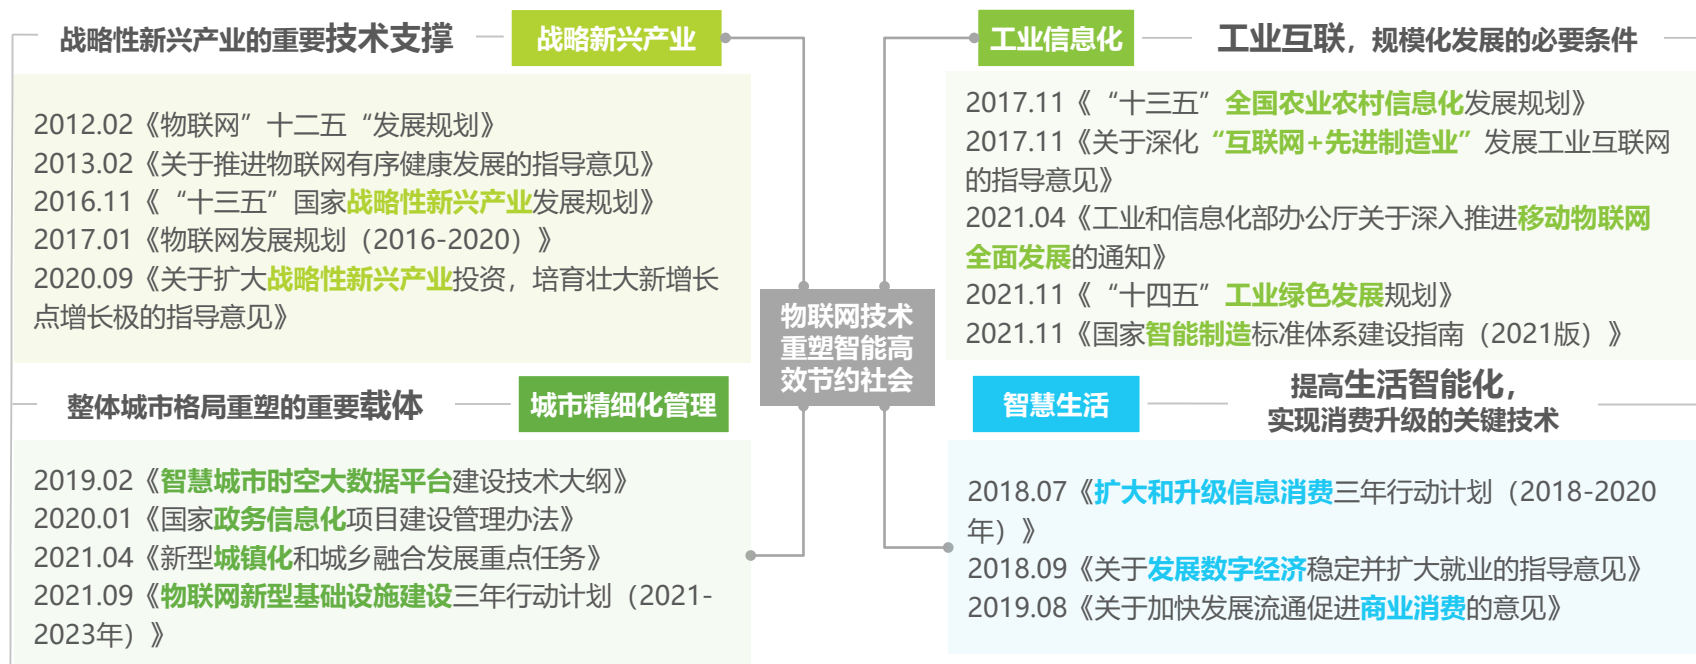 战略性新兴产业的重要技术支撑
战略新兴产业
2012.02《物联网”十二五“发展规划》
2013.02《关于推进物联网有序健康发展的指导意见》
2016.11《“十三五”国家战略性新兴产业发展规划》
2017.01《物联网发展规划（2016-2020）》
2020.09《关于扩大战略性新兴产业投资，培育壮大新增长
点增长极的指导意见》
工业信息化
工业互联，规模化发展的必要条件
2017.11《“十三五”全国农业农村信息化发展规划》
2017.11《关于深化“互联网+先进制造业”发展工业互联网
的指导意见》
2021.04《工业和信息化部办公厅关于深入推进移动物联网
全面发展的通知》
2021.11《“十四五”工业绿色发展规划》
2021.11《国家智能制造标准体系建设指南（2021版）》
物联网技术
重塑智能高
效节约社会
整体城市格局重塑的重要载体
城市精细化管理
2019.02《智慧城市时空大数据平台建设技术大纲》
2020.01《国家政务信息化项目建设管理办法》
2021.04《新型城镇化和城乡融合发展重点任务》
2021.09《物联网新型基础设施建设三年行动计划（2021-
2023年）》
智慧生活
提高生活智能化，
实现消费升级的关键技术
2018.07《扩大和升级信息消费三年行动计划（2018-2020
年）》
2018.09《关于发展数字经济稳定并扩大就业的指导意见》
2019.08《关于加快发展流通促进商业消费的意见》